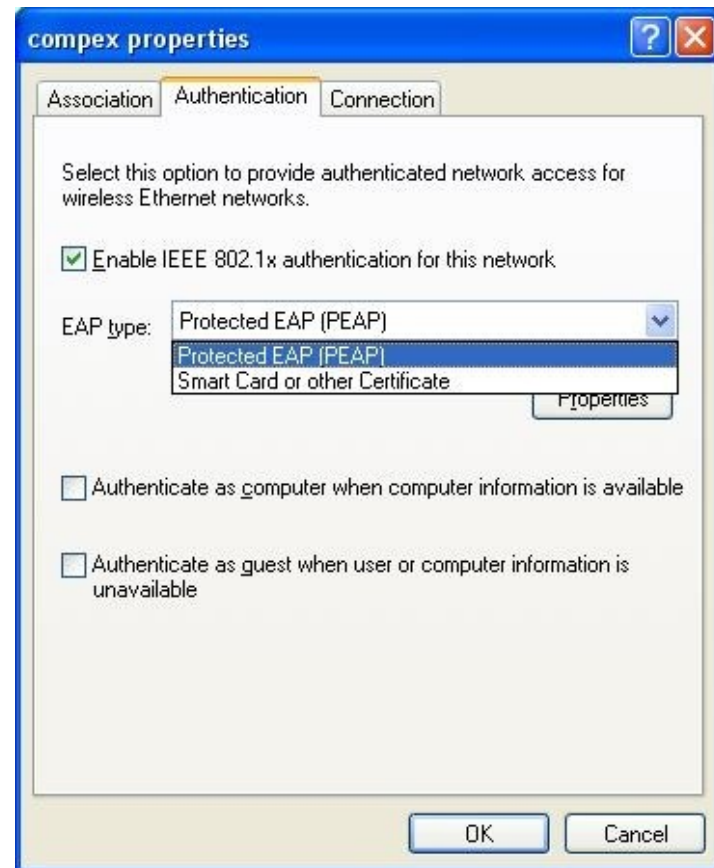 compex properties
Association Authentication Connection
Select this option to provide authenticated network access for
wireless Ethernet networks.
Enable IEEE 802.1x authentication for this network
EAP type: Protected EAP (PEAP)
Protected EAP (PEAP)
Smart Card or other Certificate
Properties
Authenticate as computer when computer information is available
Authenticate as guest when user or computer information is
unavailable
OK Cancel